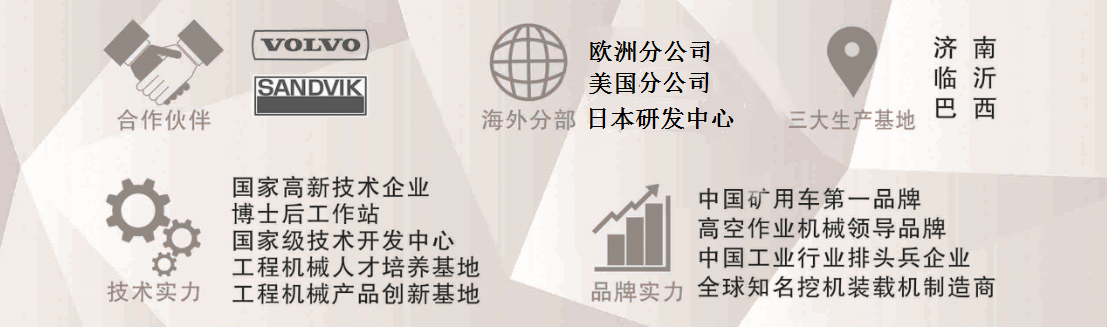 VOLVO
SANDVIK
合作伙伴
欧洲分公司
美国分公司
日本研发中心
海外分部
济南
临沂
巴西
三大生产基地
国家高新技术企业
博士后工作站
国家级技术开发中心
工程机械人才培养基地
工程机械产品创新基地
技术实力
中国矿用车第一品牌
高空作业机械领导品牌
中国工业行业排头兵企业
全球知名挖机装载机制造商
品牌实力